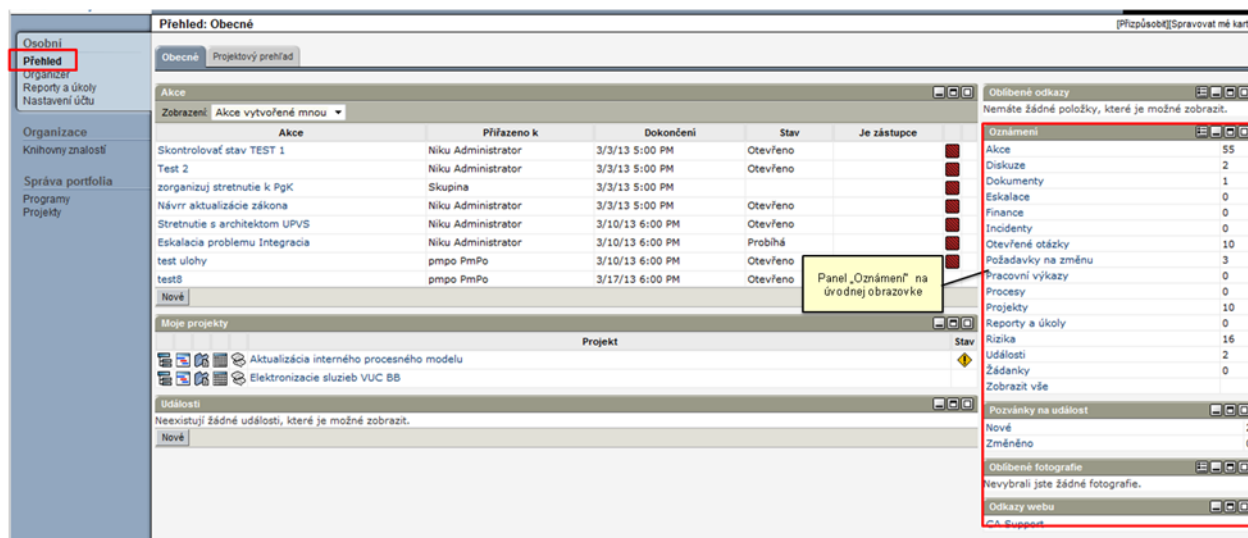 Přehled: Obecné
[Přizpůsobit][Spravovat mé kart
Osobní
Přehled
Organizer
Reporty a úkoly
Nastavení účtu
Organizace
Knihovny znalostí
Správa portfolia
Programy
Projekty
Obecné Projektový prehľad
Akce
Zobrazení: Akce vytvořené mnou
Akce Přiřazeno k Dokončení Stav Je zástupce
Skontrolovať stav TEST 1 Niku Administrator 3/3/13 5:00 PM Otevřeno
Test 2 Niku Administrator 3/3/13 5:00 PM Otevřeno
zorganizuj stretnutie k PgK Skupina 3/3/13 5:00 PM
Návrr aktualizácie zákona Niku Administrator 3/3/13 5:00 PM Otevřeno
Stretnutie s architektom UPVS Niku Administrator 3/10/13 6:00 PM Otevřeno
Eskalacia problemu Integracia Niku Administrator 3/10/13 6:00 PM Probíhá
test ulohy pmpo PmPo 3/10/13 6:00 PM Otevřeno
test8 pmpo PmPo 3/17/13 6:00 PM Otevřeno
Nové
Panel „Oznámení" na
úvodnej obrazovke
Moje projekty
Projekt Stav
Aktualizácia interného procesného modelu
Elektronizacie sluzieb VUC BB
Události
Neexistují žádné události, které je možné zobrazit.
Nové
Oblíbené odkazy
Nemáte žádné položky, které je možné zobrazit.
Oznámení
Akce 55
Diskuze 2
Dokumenty 1
Eskalace 0
Finance 0
Incidenty 0
Otevřené otázky 10
Požadavky na změnu 3
Pracovní výkazy 0
Procesy 0
Projekty 10
Reporty a úkoly 0
Rizika 16
Události 2
Žádanky 0
Zobrazit vše
Pozvánky na událost
Nové
Změněno
Oblíbené fotografie
Nevybrali jste žádné fotografie.
Odkazy webu
CA Support